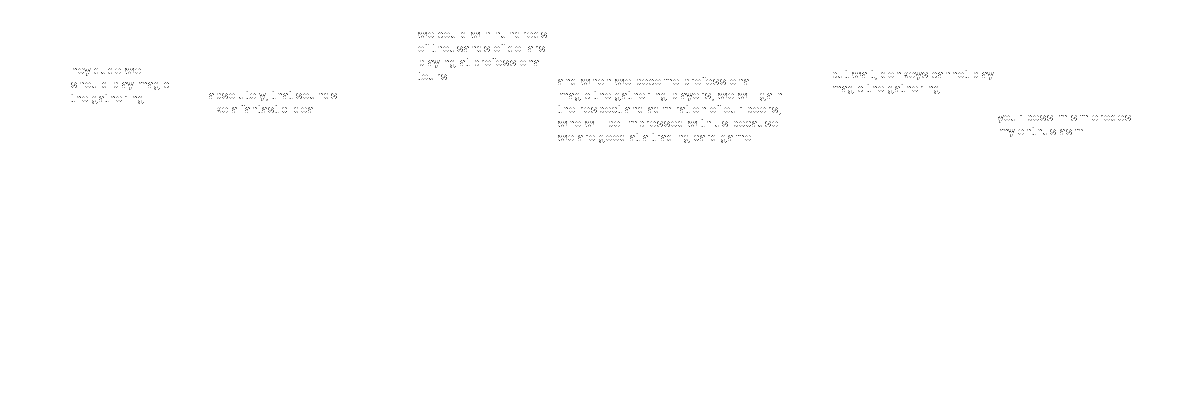 hey dude we
should play magic
the gathering
absolutely, that sounds
like a fantastic idea
we could win hundreds
of thousands of dollars
playing at professional
tours
and when we become professional
magic the gathering players, we will gain
the respect and admiration of our peers,
who will be impressed with us because
we are good at a trading card game
but wait, donkeys cannot play
magic the gathering
your pessimism erodes
my enthusiasm